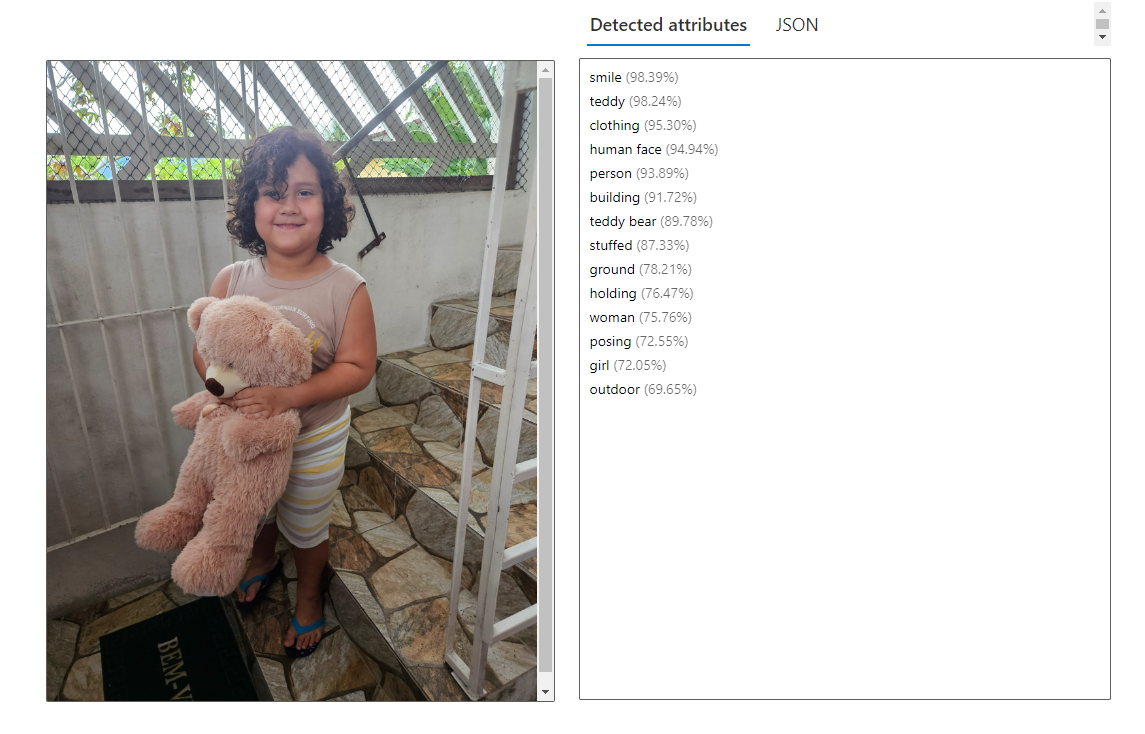 Detected attributes
JSON
smile (98.39%)
teddy (98.24%)
clothing (95.30%)
human face (94.94%)
person (93.89%)
building (91.72%)
teddy bear (89.78%)
stuffed (87.33%)
ground (78.21%)
holding (76.47%)
woman (75.76%)
posing (72.55%)
girl (72.05%)
outdoor (69.65%)
BEM-V